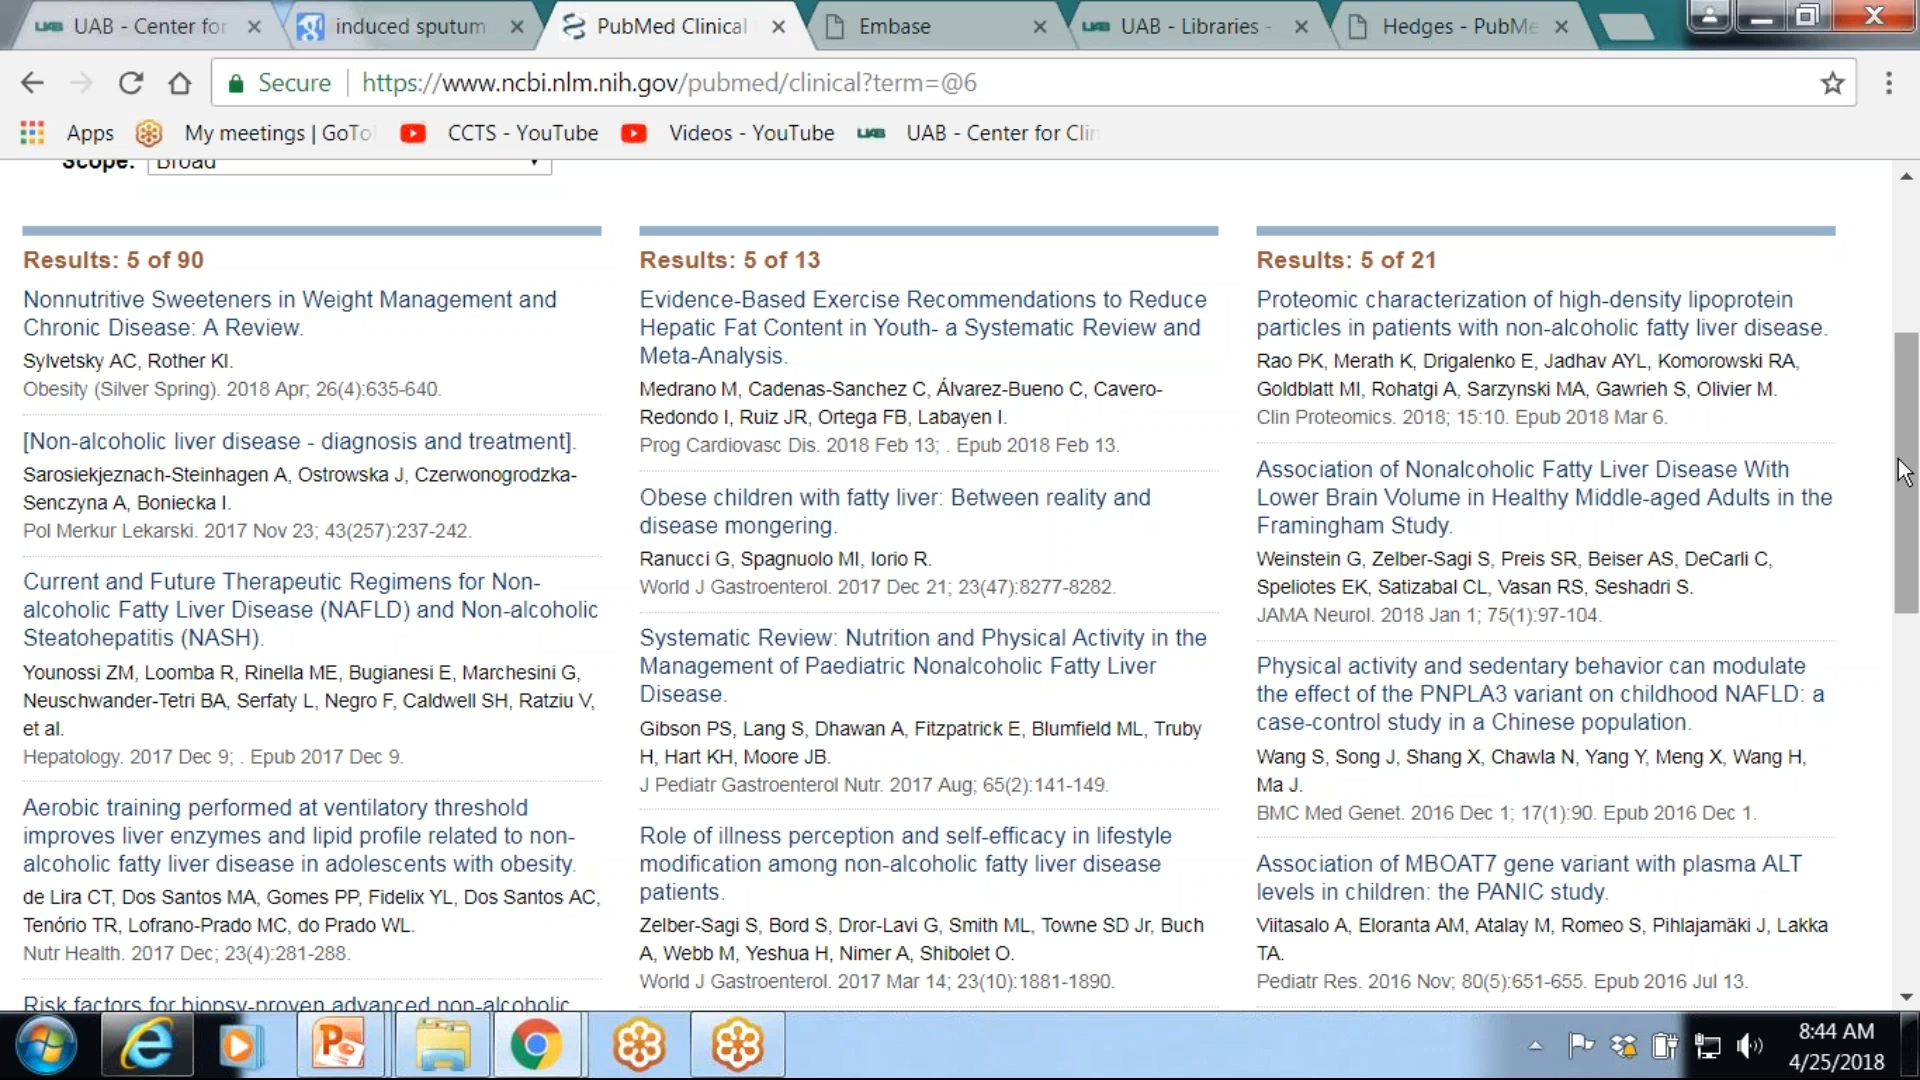 UAB - Center for
induced sputum
PubMed Clinical
Embase
UAB - Libraries -
Hedges - PubMe
Secure
https://www.ncbi.nlm.nih.gov/pubmed/clinical?term=@6
Apps
My meetings | GoTo
CCTS - YouTube
Videos - YouTube
UAB
UAB - Center for Clin
Scope: Broad
Results: 5 of 90
Nonnutritive Sweeteners in Weight Management and
Chronic Disease: A Review.
Sylvetsky AC, Rother KI.
Obesity (Silver Spring). 2018 Apr; 26(4):635-640.
[Non-alcoholic liver disease - diagnosis and treatment].
Sarosiekjeznach-Steinhagen A, Ostrowska J, Czerwonogrodzka-
Senczyna A, Boniecka I.
Pol Merkur Lekarski. 2017 Nov 23; 43(257):237-242.
Current and Future Therapeutic Regimens for Non-
alcoholic Fatty Liver Disease (NAFLD) and Non-alcoholic
Steatohepatitis (NASH).
Younossi ZM, Loomba R, Rinella ME, Bugianesi E, Marchesini G,
Neuschwander-Tetri BA, Serfaty L, Negro F, Caldwell SH, Ratziu V,
et al.
Hepatology. 2017 Dec 9; . Epub 2017 Dec 9.
Aerobic training performed at ventilatory threshold
improves liver enzymes and lipid profile related to non-
alcoholic fatty liver disease in adolescents with obesity.
de Lira CT, Dos Santos MA, Gomes PP, Fidelix YL, Dos Santos AC,
Tenório TR, Lofrano-Prado MC, do Prado WL.
Nutr Health. 2017 Dec; 23(4):281-288.
Risk factors for biopsy-proven advanced non-alcoholic
Results: 5 of 13
Evidence-Based Exercise Recommendations to Reduce
Hepatic Fat Content in Youth- a Systematic Review and
Meta-Analysis.
Medrano M, Cadenas-Sanchez C, Álvarez-Bueno C, Cavero-
Redondo I, Ruiz JR, Ortega FB, Labayen I.
Prog Cardiovasc Dis. 2018 Feb 13; . Epub 2018 Feb 13.
Obese children with fatty liver: Between reality and
disease mongering.
Ranucci G, Spagnuolo MI, Iorio R.
World J Gastroenterol. 2017 Dec 21; 23(47):8277-8282.
Systematic Review: Nutrition and Physical Activity in the
Management of Paediatric Nonalcoholic Fatty Liver
Disease.
Gibson PS, Lang S, Dhawan A, Fitzpatrick E, Blumfield ML, Truby
H, Hart KH, Moore JB.
J Pediatr Gastroenterol Nutr. 2017 Aug; 65(2):141-149.
Role of illness perception and self-efficacy in lifestyle
modification among non-alcoholic fatty liver disease
patients.
Zelber-Sagi S, Bord S, Dror-Lavi G, Smith ML, Towne SD Jr, Buch
A, Webb M, Yeshua H, Nimer A, Shibolet O.
World J Gastroenterol. 2017 Mar 14; 23(10):1881-1890.
Results: 5 of 21
Proteomic characterization of high-density lipoprotein
particles in patients with non-alcoholic fatty liver disease.
Rao PK, Merath K, Drigalenko E, Jadhav AYL, Komorowski RA,
Goldblatt MI, Rohatgi A, Sarzynski MA, Gawrieh S, Olivier M.
Clin Proteomics. 2018; 15:10. Epub 2018 Mar 6.
Association of Nonalcoholic Fatty Liver Disease With
Lower Brain Volume in Healthy Middle-aged Adults in the
Framingham Study.
Weinstein G, Zelber-Sagi S, Preis SR, Beiser AS, DeCarli C,
Speliotes EK, Satizabal CL, Vasan RS, Seshadri S.
JAMA Neurol. 2018 Jan 1; 75(1):97-104.
Physical activity and sedentary behavior can modulate
the effect of the PNPLA3 variant on childhood NAFLD: a
case-control study in a Chinese population.
Wang S, Song J, Shang X, Chawla N, Yang Y, Meng X, Wang H,
Ma J.
BMC Med Genet. 2016 Dec 1; 17(1):90. Epub 2016 Dec 1.
Association of MBOAT7 gene variant with plasma ALT
levels in children: the PANIC study.
Viitasalo A, Eloranta AM, Atalay M, Romeo S, Pihlajamäki J, Lakka
TA.
Pediatr Res. 2016 Nov; 80(5):651-655. Epub 2016 Jul 13.
8:44 AM
4/25/2018